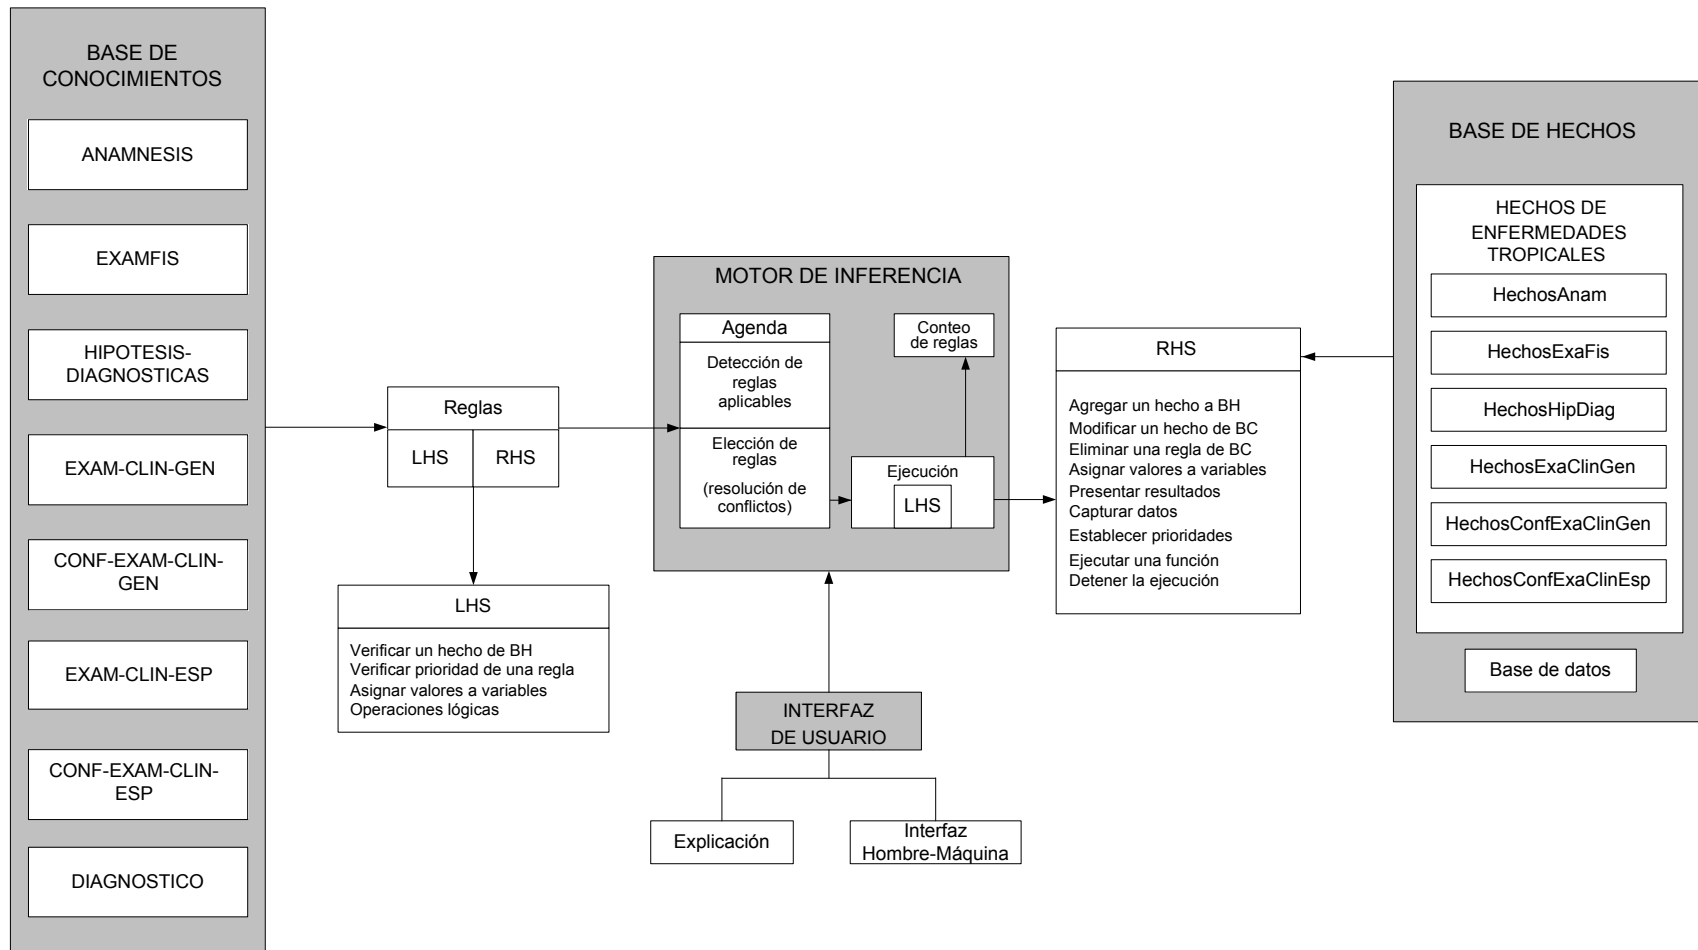 BASE DE
CONOCIMIENTOS
ANAMNESIS
EXAMFIS
HIPOTESIS-
DIAGNOSTICAS
EXAM-CLIN-GEN
CONF-EXAM-CLIN-
GEN
EXAM-CLIN-ESP
CONF-EXAM-CLIN-
ESP
DIAGNOSTICO
Reglas
LHS
RHS
LHS
Verificar un hecho de BH
Verificar prioridad de una regla
Asignar valores a variables
Operaciones lógicas
MOTOR DE INFERENCIA
Agenda
Detección de
reglas
aplicables
Elección de
reglas
(resolución de
conflictos)
Conteo
de reglas
Ejecución
LHS
INTERFAZ
DE USUARIO
Explicación
Interfaz
Hombre-Máquina
RHS
Agregar un hecho a BH
Modificar un hecho de BC
Eliminar una regla de BC
Asignar valores a variables
Presentar resultados
Capturar datos
Establecer prioridades
Ejecutar una función
Detener la ejecución
BASE DE HECHOS
HECHOS DE
ENFERMEDADES
TROPICALES
HechosAnam
HechosExaFis
HechosHipDiag
HechosExaClinGen
HechosConfExaClinGen
HechosConfExaClinEsp
Base de datos